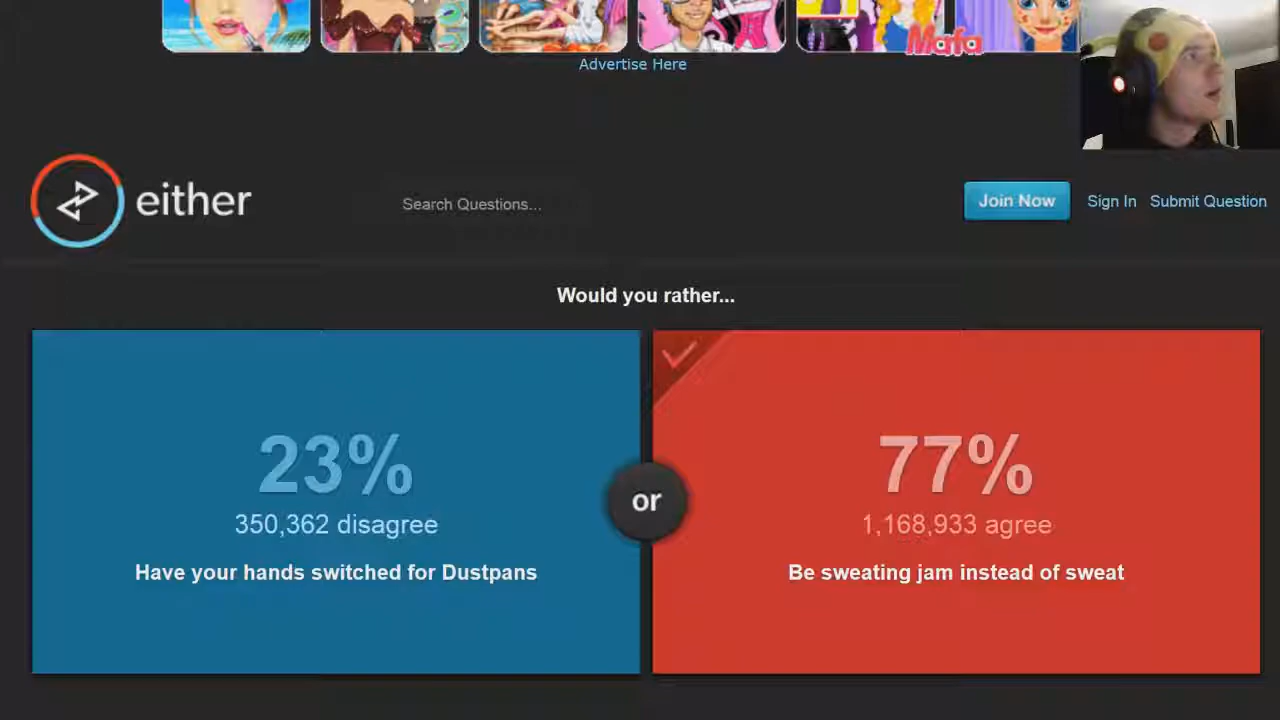 Mafa
Advertise Here
either
Search Questions...
Join Now
Sign In
Submit Question
Would you rather...
23%
350,362 disagree
Have your hands switched for Dustpans
or
77%
1,168,933 agree
Be sweating jam instead of sweat